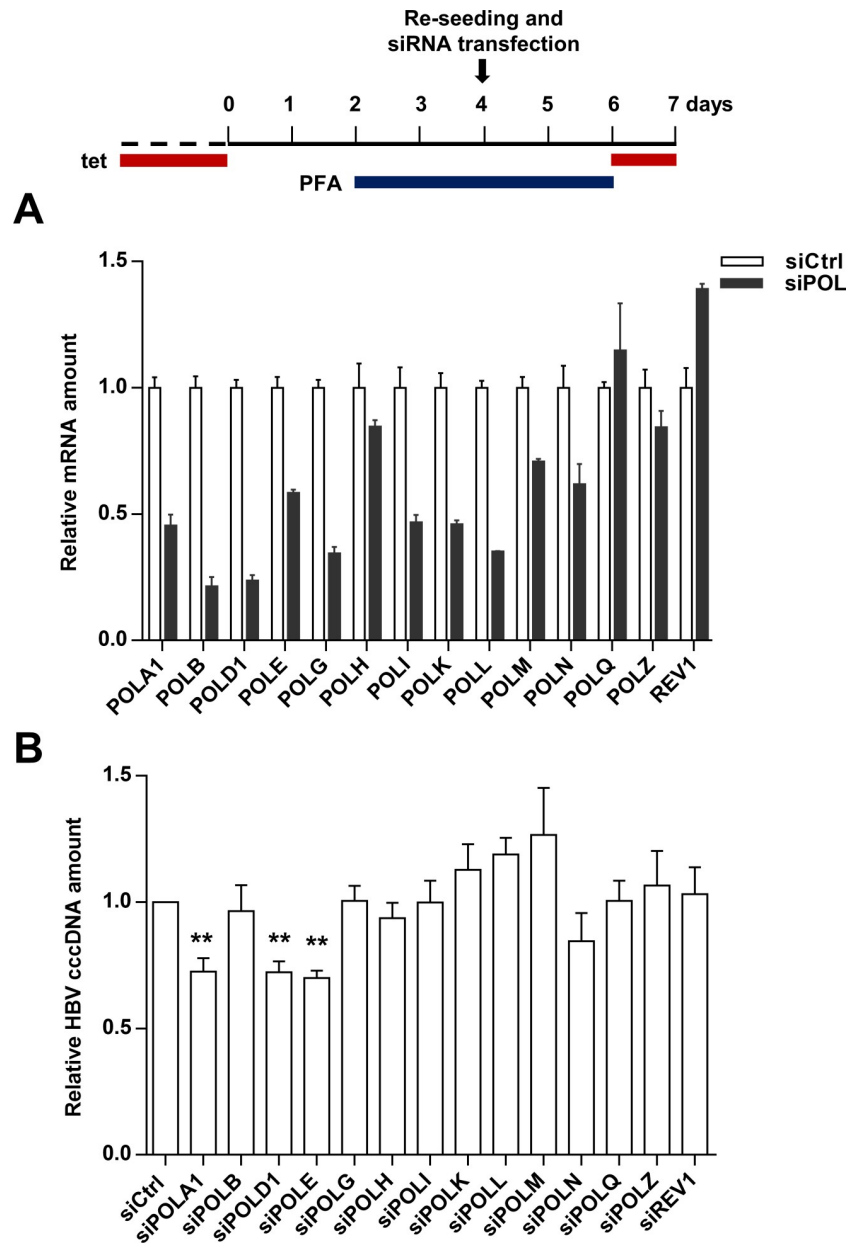 Re-seeding and
siRNA transfection
0 1 2 3 4 5 6 7 days
tet
PFA
A
Relative mRNA amount
1.5
1.0
0.5
0.0
siCtrl
siPOL
POLA1 POLB POLD1 POLE POLG POLH POLI POLK POLL POLM POLN POLQ POLZ REV1
B
Relative HBV cccDNA amount
1.5
1.0
0.5
0.0
** ** **
siCtrl siPOLA1 siPOLB siPOLD1 siPOLE siPOLG siPOLH siPOLI siPOLK siPOLL siPOLM siPOLN siPOLQ siPOLZ siREV1